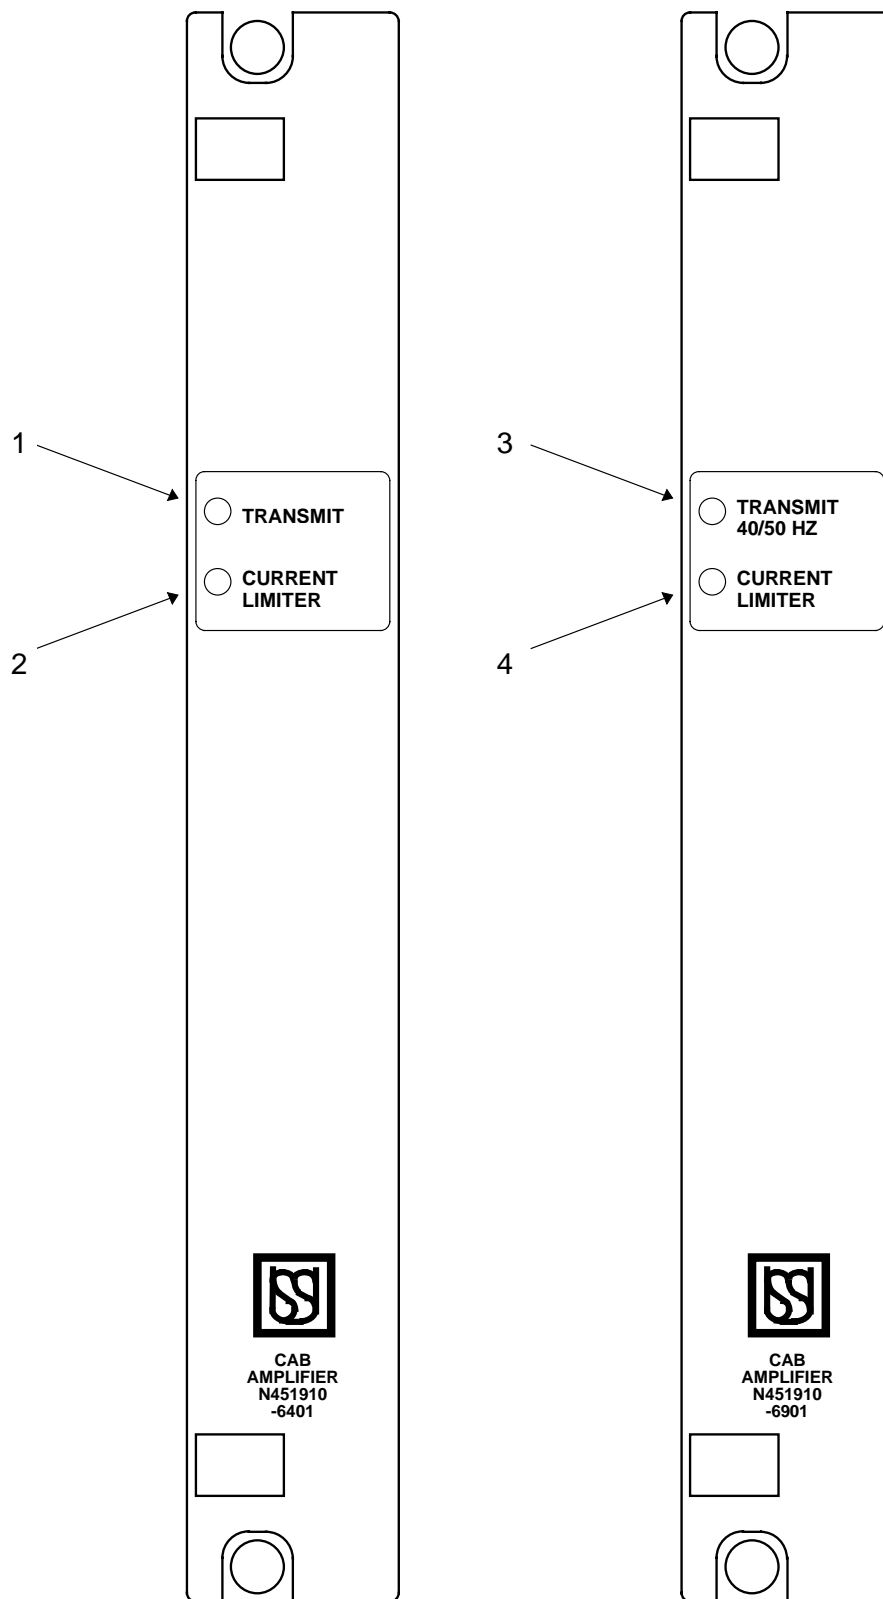 1
TRANSMIT
CURRENT
LIMITER
2
CAB
AMPLIFIER
N451910
-6401
3
TRANSMIT
40/50 HZ
CURRENT
LIMITER
4
CAB
AMPLIFIER
N451910
-6901